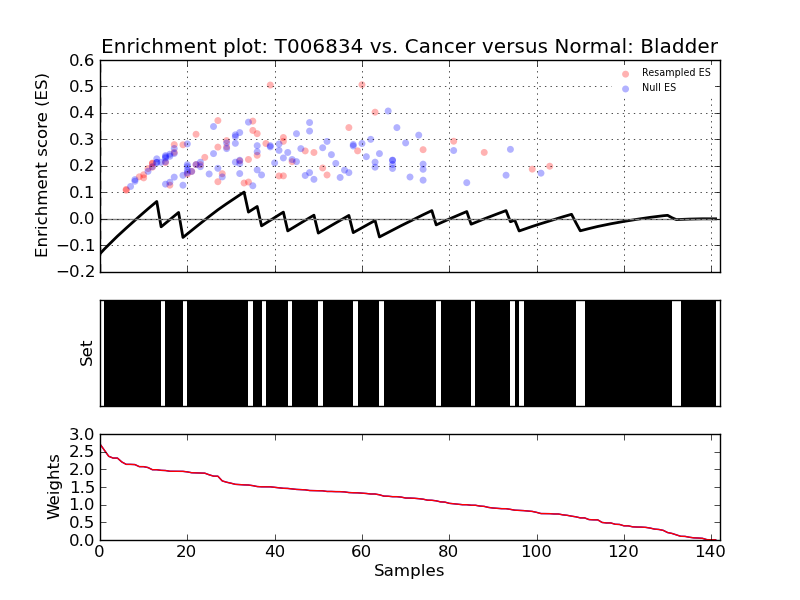 Enrichment plot: T006834 vs. Cancer versus Normal: Bladder
0.6
0.5
0.4
0.3
0.2
0.1
0.0
−0.1
−0.2
Enrichment score (ES)
Resampled ES
Null ES
Set
3.0
2.5
2.0
1.5
1.0
0.5
0.0
Weights
0 20 40 60 80 100 120 140
Samples